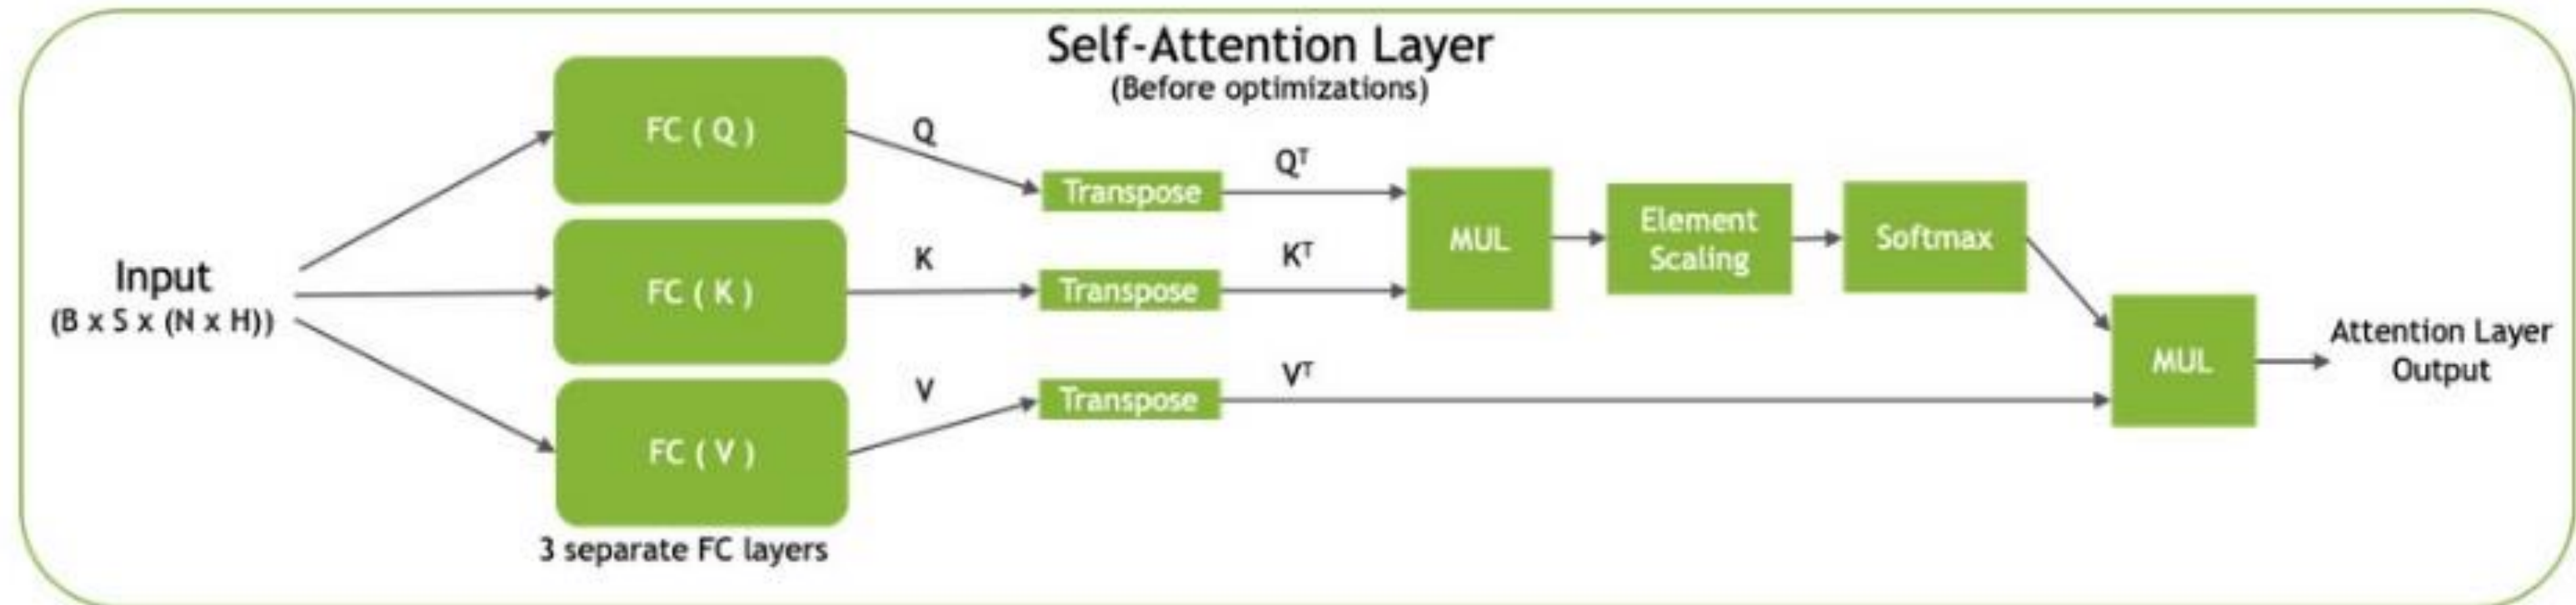 Self-Attention Layer
(Before optimizations)
Input
(B x S x (N x H))
FC ( Q )
FC ( K )
FC ( V )
3 separate FC layers
Q
K
V
Transpose
Transpose
Transpose
Qᵀ
Kᵀ
Vᵀ
MUL
Element
Scaling
Softmax
MUL
Attention Layer
Output